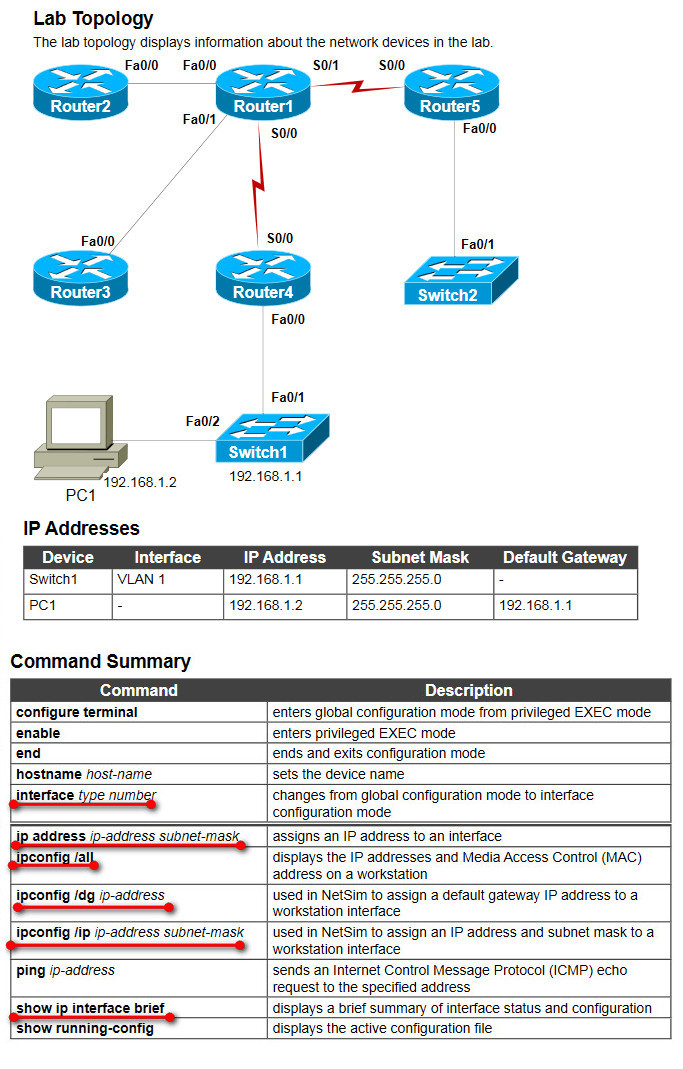 Lab Topology
The lab topology displays information about the network devices in the lab.
Fa0/0 Fa0/0 S0/1 S0/0
Router2 Router1 Router5
Fa0/1 S0/0 Fa0/0
Fa0/0 S0/0 Fa0/1
Router3 Router4 Switch2
Fa0/0
Fa0/1
Fa0/2
Switch1
192.168.1.2 192.168.1.1
PC1
IP Addresses
Device Interface IP Address Subnet Mask Default Gateway
Switch1 VLAN 1 192.168.1.1 255.255.255.0 -
PC1 - 192.168.1.2 255.255.255.0 192.168.1.1
Command Summary
Command Description
configure terminal enters global configuration mode from privileged EXEC mode
enable enters privileged EXEC mode
end ends and exits configuration mode
hostname host-name sets the device name
interface type number changes from global configuration mode to interface
configuration mode
ip address ip-address subnet-mask assigns an IP address to an interface
ipconfig /all displays the IP addresses and Media Access Control (MAC)
address on a workstation
ipconfig /dg ip-address used in NetSim to assign a default gateway IP address to a
workstation interface
ipconfig /ip ip-address subnet-mask used in NetSim to assign an IP address and subnet mask to a
workstation interface
ping ip-address sends an Internet Control Message Protocol (ICMP) echo
request to the specified address
show ip interface brief displays a brief summary of interface status and configuration
show running-config displays the active configuration file